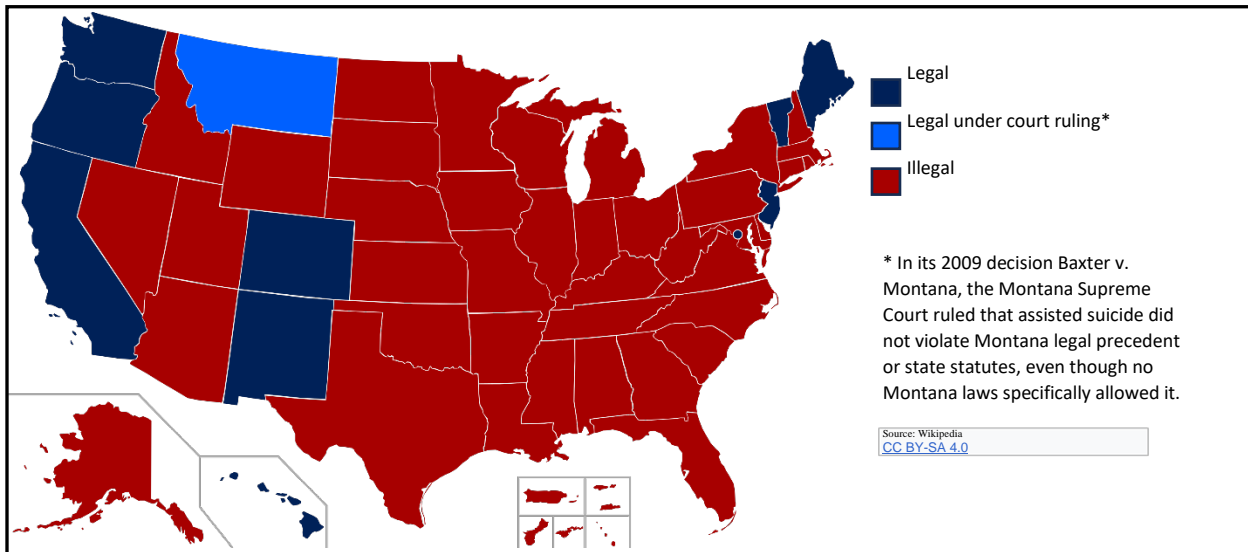 Legal
Legal under court ruling*
Illegal
* In its 2009 decision Baxter v.
Montana, the Montana Supreme
Court ruled that assisted suicide did
not violate Montana legal precedent
or state statutes, even though no
Montana laws specifically allowed it.
Source: Wikipedia
CC BY-SA 4.0